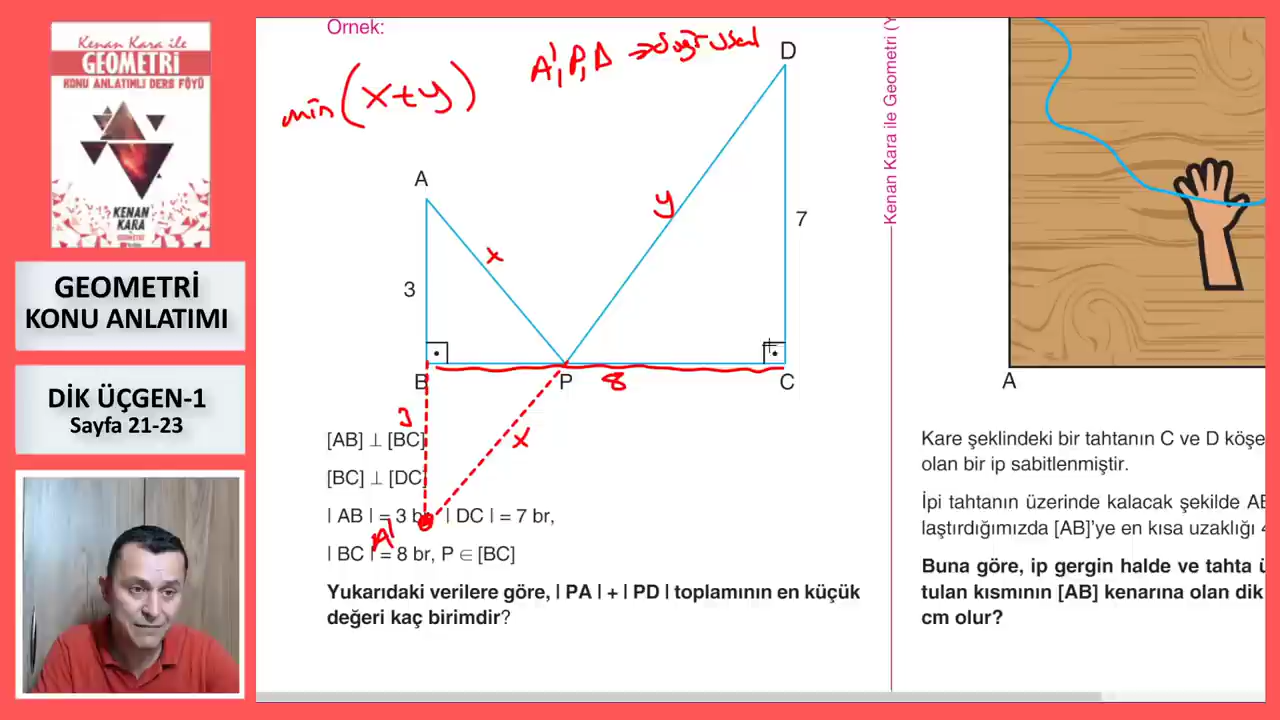 Kenan Kara ile
GEOMETRİ
KONU ANLATIMLI DERS FÖYÜ
KENAN
KARA
GEOMETRİ
KONU ANLATIMI
DİK ÜÇGEN-1
Sayfa 21-23
Örnek:
min (x+y)
A', P, D ⇒ doğrusal
D
A
y
x
7
3
B
P
8
C
3
x
A'
[AB] ⊥ [BC]
[BC] ⊥ [DC]
| AB | = 3 br, | DC | = 7 br,
| BC | = 8 br, P ∈ [BC]
Yukarıdaki verilere göre, | PA | + | PD | toplamının en küçük
değeri kaç birimdir?
Kenan Kara ile Geometri (Y
A
Kare şeklindeki bir tahtanın C ve D köşe
olan bir ip sabitlenmiştir.
İpi tahtanın üzerinde kalacak şekilde AB
laştırdığımızda [AB]'ye en kısa uzaklığı 4
Buna göre, ip gergin halde ve tahta ü
tulan kısmının [AB] kenarına olan dik
cm olur?